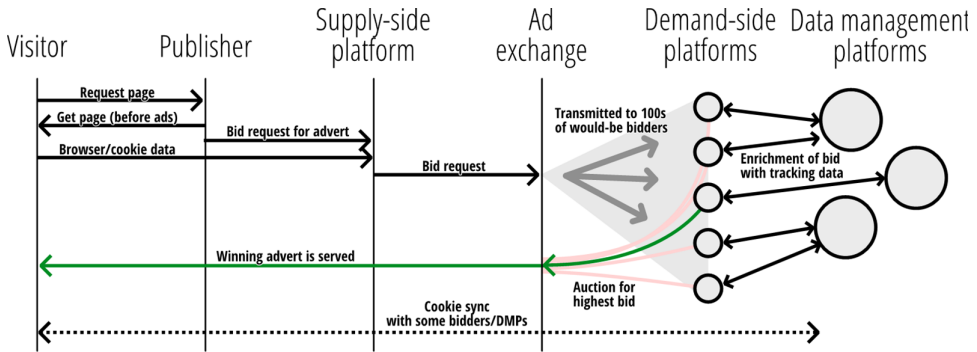 Visitor
Publisher
Supply-side
platform
Ad
exchange
Demand-side
platforms
Data management
platforms
Request page
Get page (before ads)
Bid request for advert
Browser/cookie data
Bid request
Transmitted to 100s
of would-be bidders
Enrichment of bid
with tracking data
Winning advert is served
Auction for
highest bid
Cookie sync
with some bidders/DMPs